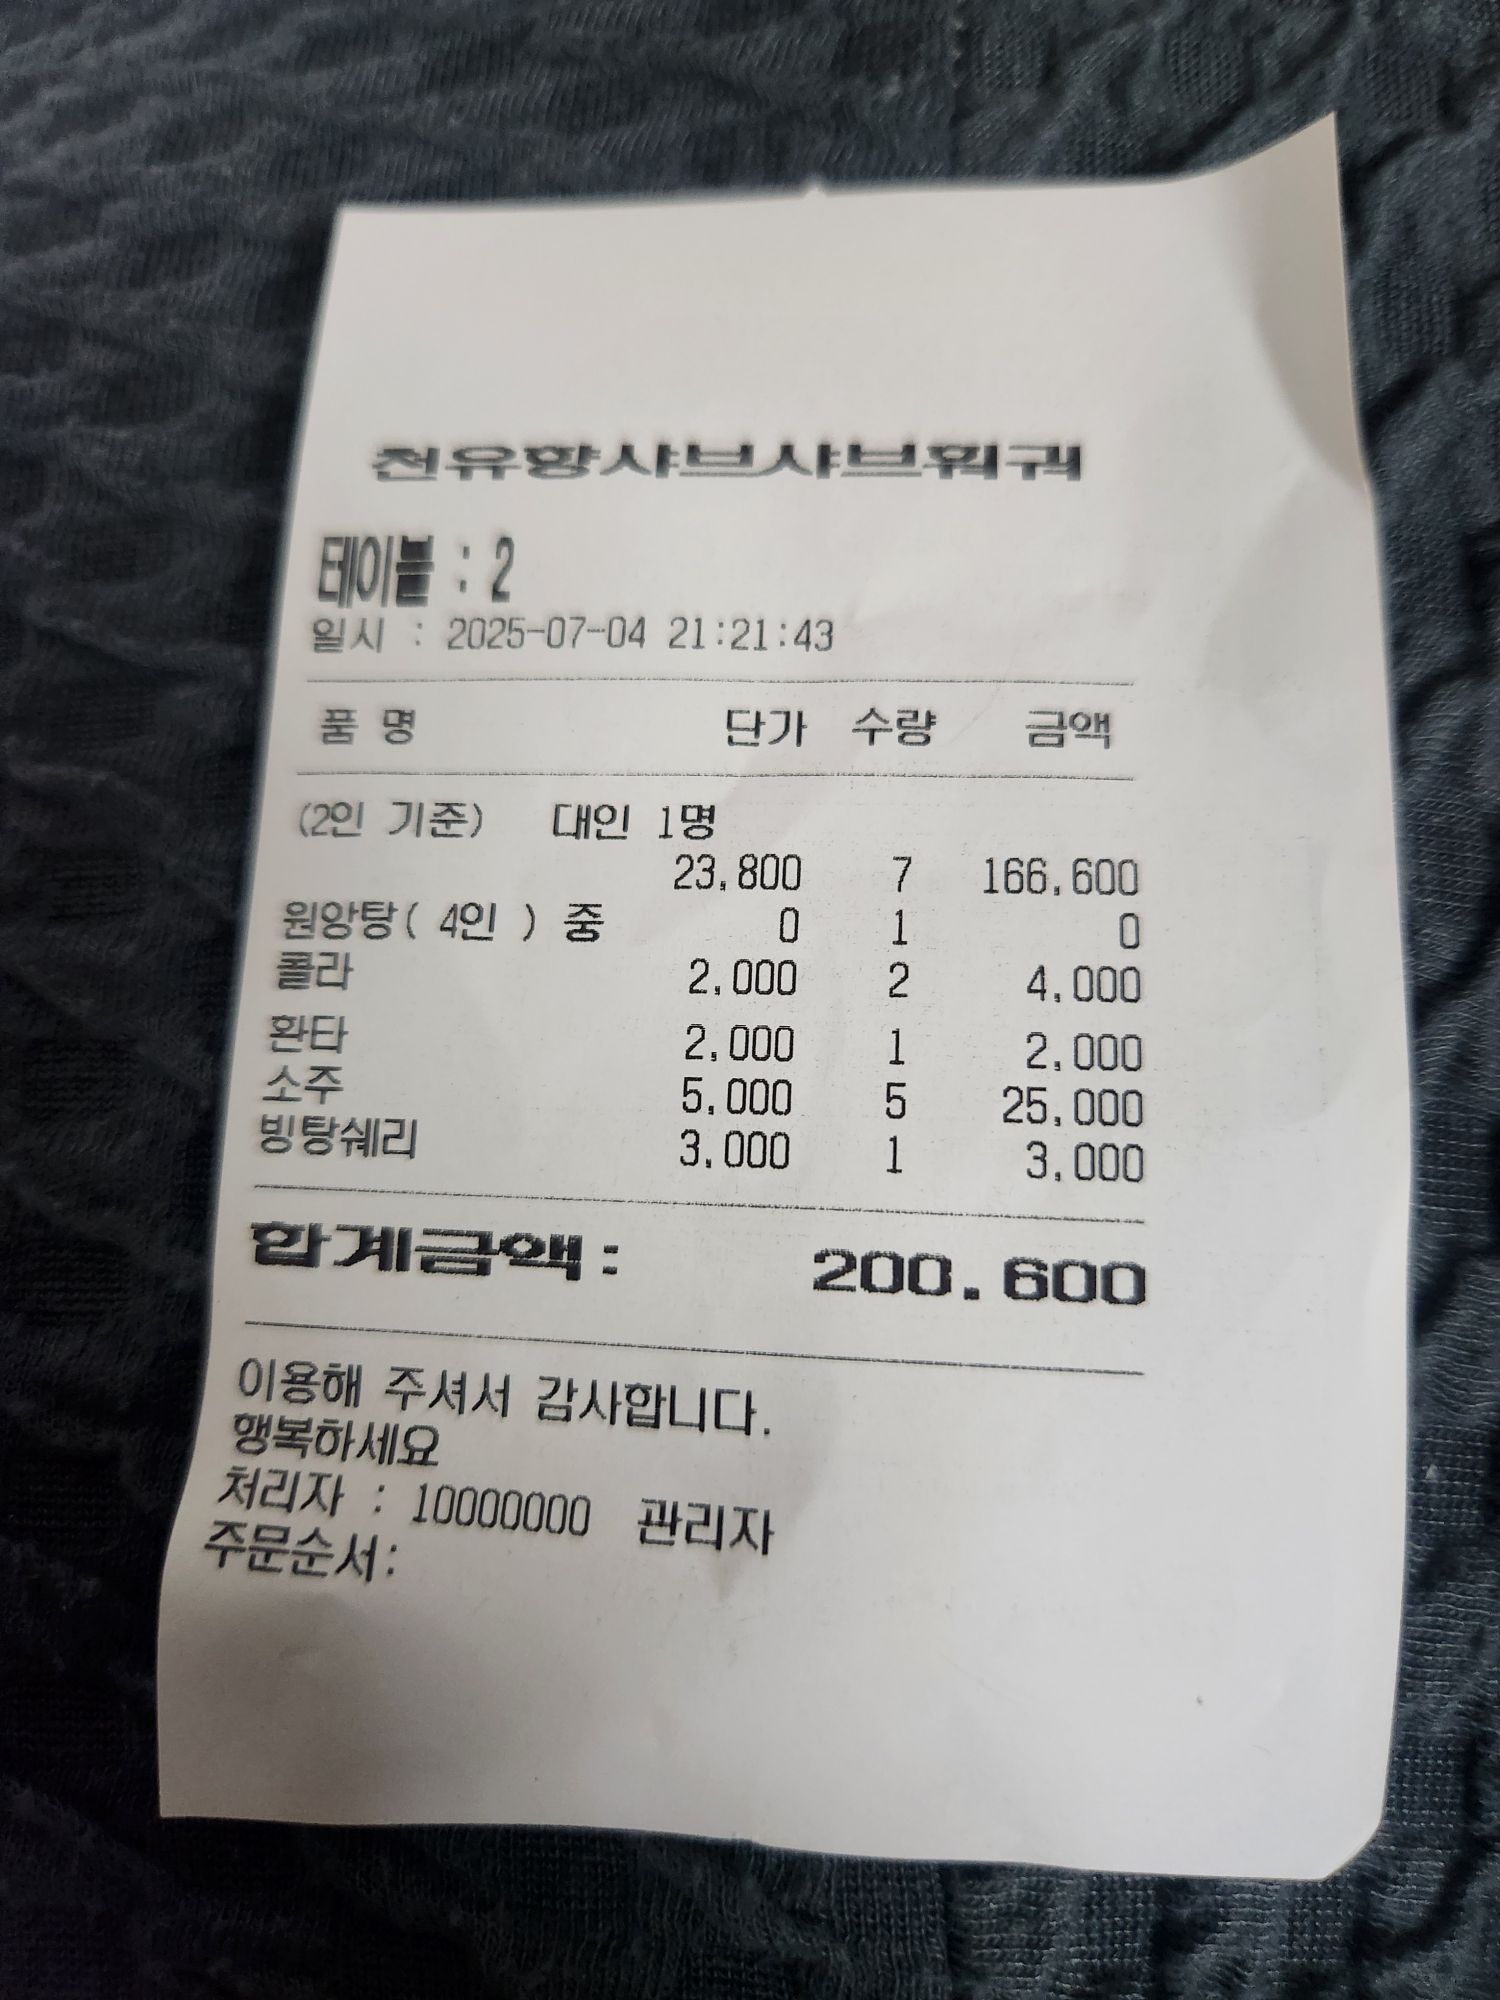 천유향샤브샤브훠궈
테이블 : 2
일시 : 2025-07-04 21:21:43
품 명 단가 수량 금액
(2인 기준) 대인 1명
23,800 7 166,600
원앙탕( 4인 ) 중 0 1 0
콜라 2,000 2 4,000
환타 2,000 1 2,000
소주 5,000 5 25,000
빙탕쉐리 3,000 1 3,000
합계금액: 200,600
이용해 주셔서 감사합니다.
행복하세요
처리자 : 10000000 관리자
주문순서: